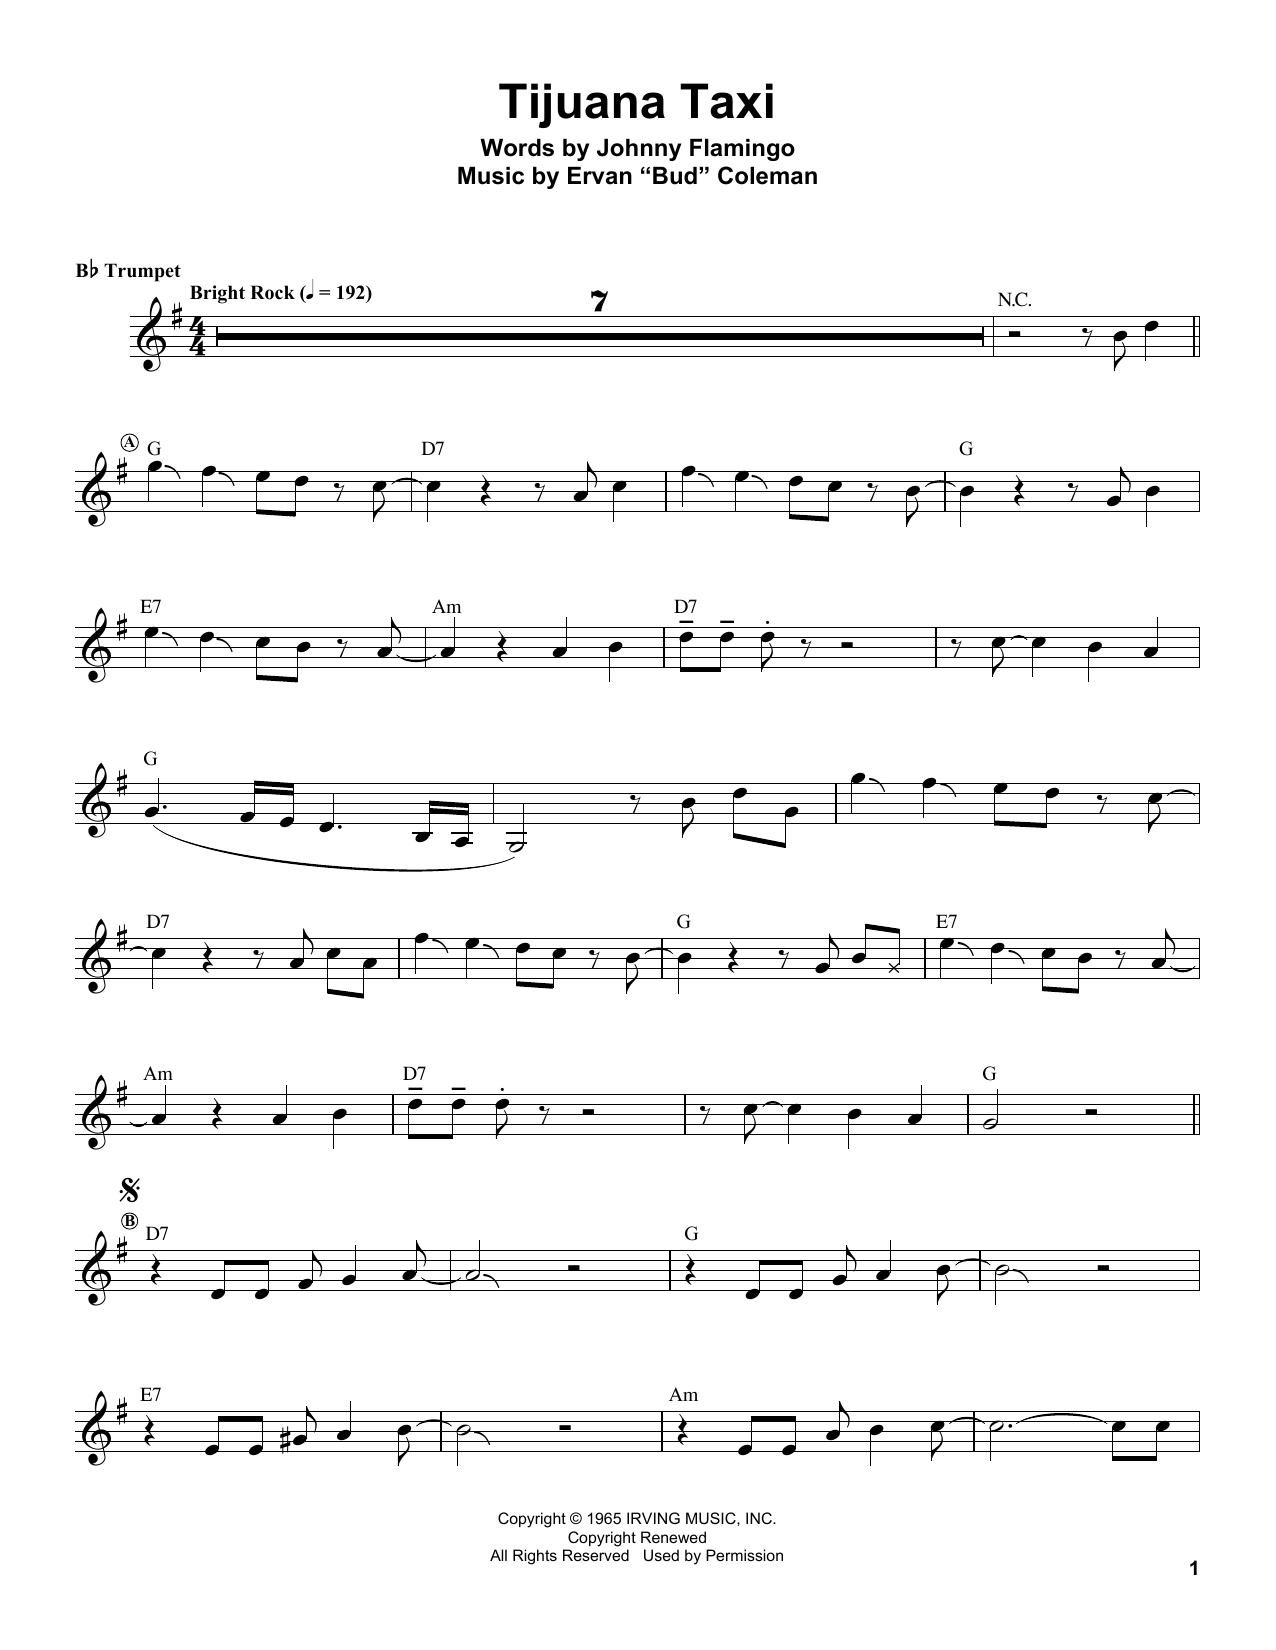 Tijuana Taxi
Words by Johnny Flamingo
Music by Ervan “Bud” Coleman
B♭ Trumpet
Bright Rock (♩ = 192)
7
N.C.
4
4
A
G D7 G
E7 Am D7
G
D7 G E7
Am D7 G
B
D7 G
E7 Am
Copyright © 1965 IRVING MUSIC, INC.
Copyright Renewed
All Rights Reserved Used by Permission
1